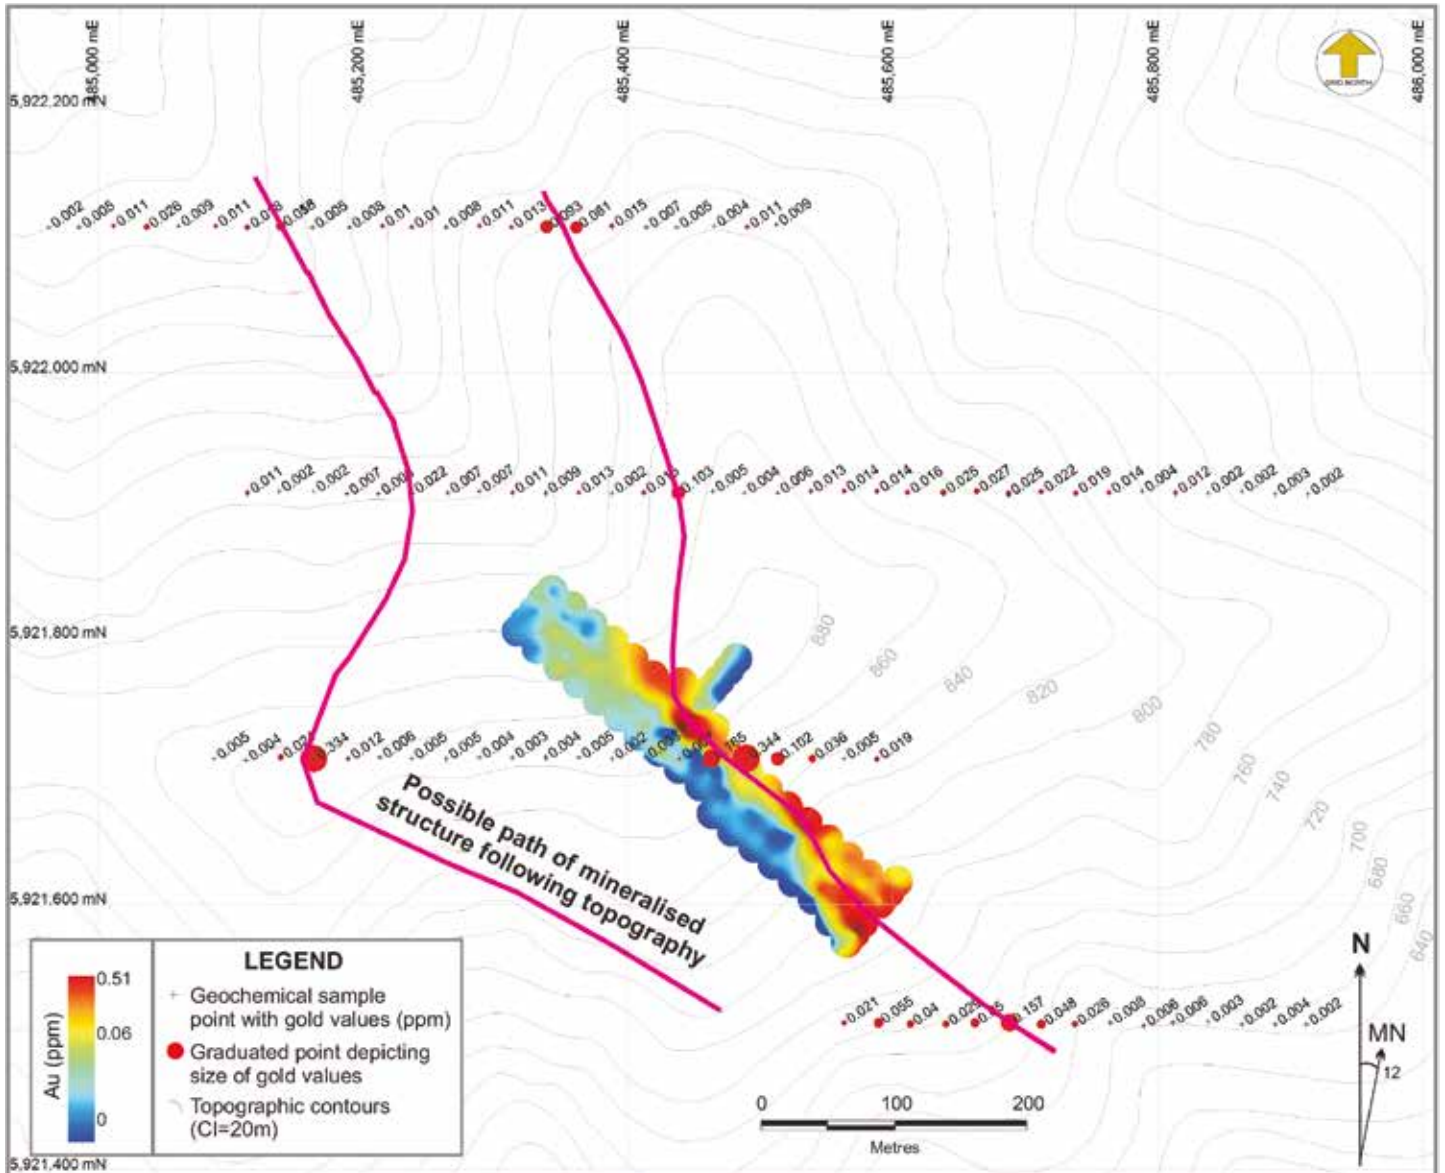 485,000 mE
485,200 mE
485,400 mE
485,600 mE
485,800 mE
486,000 mE
GRID NORTH
5,922,200 mN
0.002 0.005 0.011 0.026 0.009 0.011 0.005 0.008 0.01 0.01 0.008 0.011 0.013 0.093 0.081 0.015 0.007 0.005 0.004 0.011 0.009
5,922,000 mN
0.011 0.002 0.002 0.007 0.022 0.007 0.007 0.011 0.009 0.013 0.002 0.103 0.005 0.004 0.006 0.013 0.014 0.014 0.016 0.025 0.027 0.025 0.022 0.019 0.014 0.004 0.012 0.002 0.002 0.003 0.002
5,921,800 mN
880
860
840
820
800
780
760
740
720
700
680
660
640
0.005 0.004 0.334 0.012 0.006 0.005 0.005 0.004 0.003 0.004 0.005 0.002 0.344 0.102 0.036 0.005 0.019
Possible path of mineralised
structure following topography
5,921,600 mN
0.021 0.055 0.04 0.157 0.048 0.026 0.008 0.006 0.006 0.003 0.002 0.004 0.002
LEGEND
Au (ppm)
0.51
0.06
0
Geochemical sample
point with gold values (ppm)
Graduated point depicting
size of gold values
Topographic contours
(CI=20m)
0 100 200
Metres
N
MN
12
5,921,400 mN